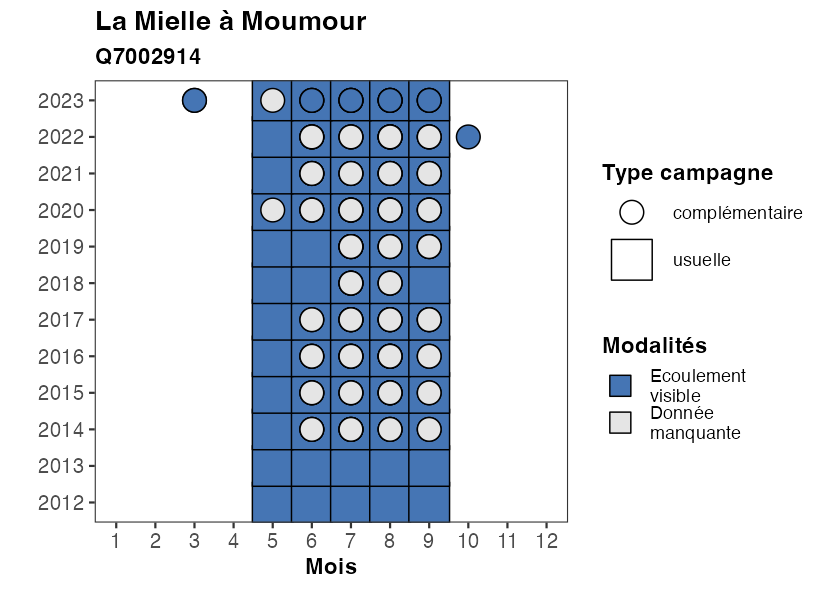 La Mielle à Moumour
Q7002914
2023
2022
2021
2020
2019
2018
2017
2016
2015
2014
2013
2012
1 2 3 4 5 6 7 8 9 10 11 12
Mois
Type campagne
complémentaire
usuelle
Modalités
Ecoulement
visible
Donnée
manquante